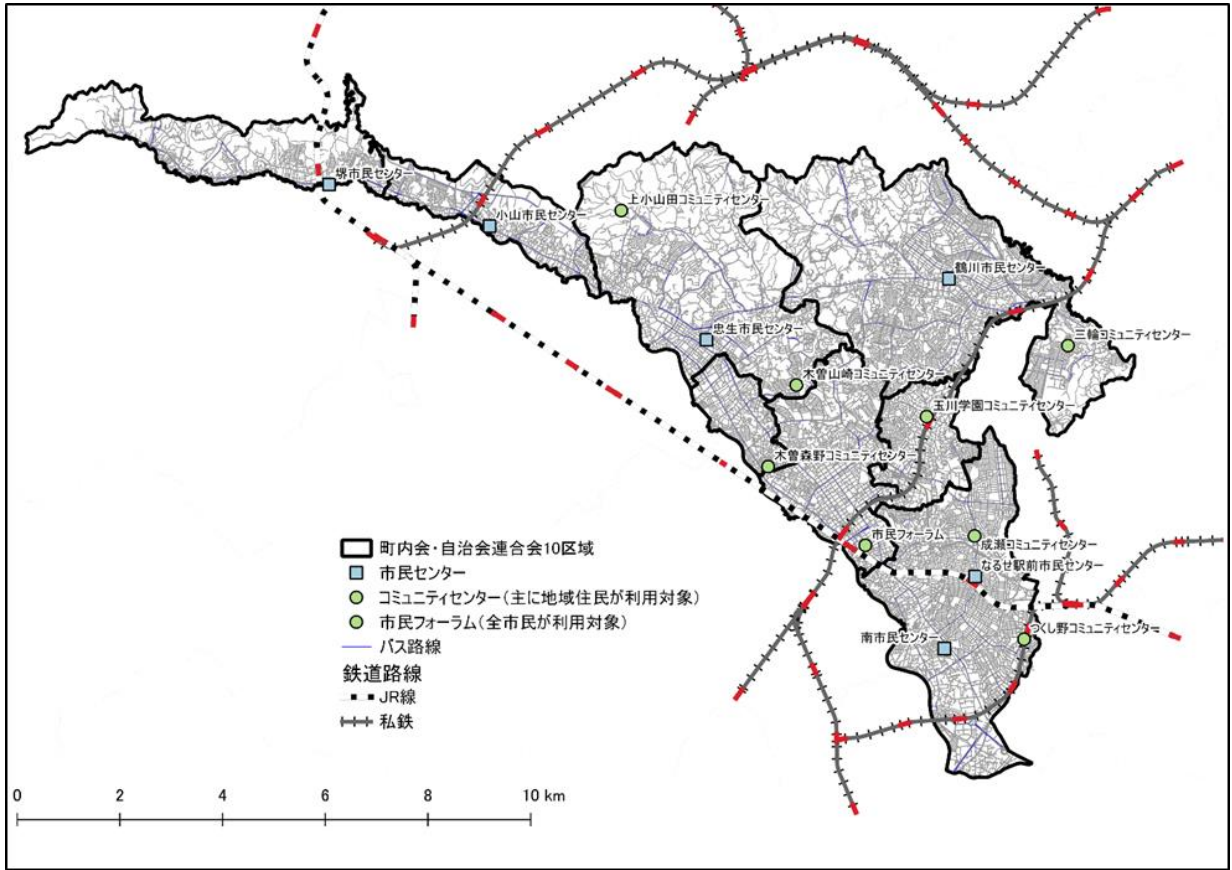 堺市民センター
小山市民センター
上小山田コミュニティセンター
鶴川市民センター
忠生市民センター
三輪コミュニティセンター
木曽山崎コミュニティセンター
玉川学園コミュニティセンター
木曽森野コミュニティセンター
市民フォーラム
成瀬コミュニティセンター
なるせ駅前市民センター
南市民センター
つくし野コミュニティセンター
町内会・自治会連合会10区域
市民センター
コミュニティセンター(主に地域住民が利用対象)
市民フォーラム(全市民が利用対象)
バス路線
鉄道路線
JR線
私鉄
0 2 4 6 8 10 km